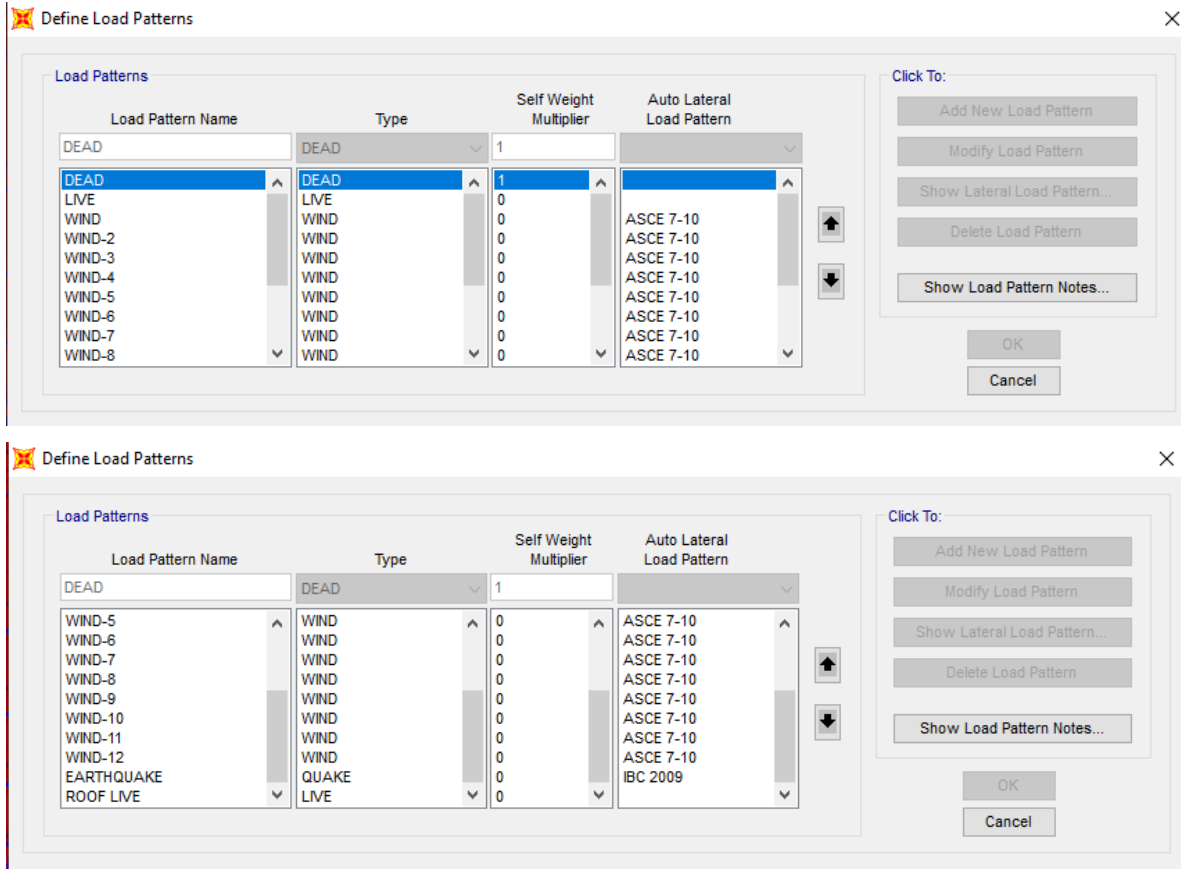 Define Load Patterns
Load Patterns
Click To:
Load Pattern Name Type Self Weight Multiplier Auto Lateral Load Pattern
DEAD DEAD 1
DEAD DEAD 1
LIVE LIVE 0
WIND WIND 0 ASCE 7-10
WIND-2 WIND 0 ASCE 7-10
WIND-3 WIND 0 ASCE 7-10
WIND-4 WIND 0 ASCE 7-10
WIND-5 WIND 0 ASCE 7-10
WIND-6 WIND 0 ASCE 7-10
WIND-7 WIND 0 ASCE 7-10
WIND-8 WIND 0 ASCE 7-10
Add New Load Pattern
Modify Load Pattern
Show Lateral Load Pattern...
Delete Load Pattern
Show Load Pattern Notes...
OK
Cancel
Define Load Patterns
Load Patterns
Click To:
Load Pattern Name Type Self Weight Multiplier Auto Lateral Load Pattern
DEAD DEAD 1
WIND-5 WIND 0 ASCE 7-10
WIND-6 WIND 0 ASCE 7-10
WIND-7 WIND 0 ASCE 7-10
WIND-8 WIND 0 ASCE 7-10
WIND-9 WIND 0 ASCE 7-10
WIND-10 WIND 0 ASCE 7-10
WIND-11 WIND 0 ASCE 7-10
WIND-12 WIND 0 ASCE 7-10
EARTHQUAKE QUAKE 0 IBC 2009
ROOF LIVE LIVE 0
Add New Load Pattern
Modify Load Pattern
Show Lateral Load Pattern...
Delete Load Pattern
Show Load Pattern Notes...
OK
Cancel